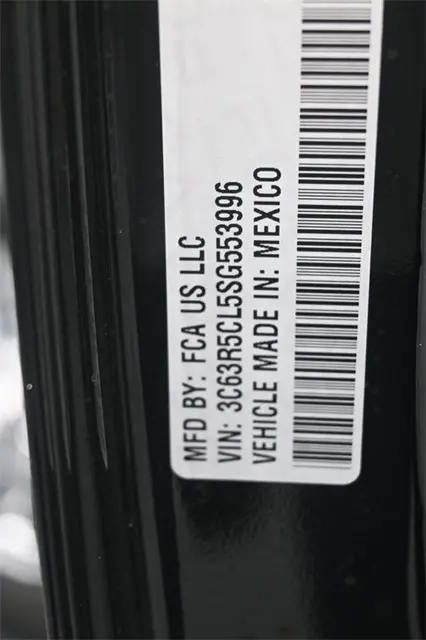 MFD BY: FCA US LLC
VIN: 3C63R5CL5SG553996
VEHICLE MADE IN: MEXICO